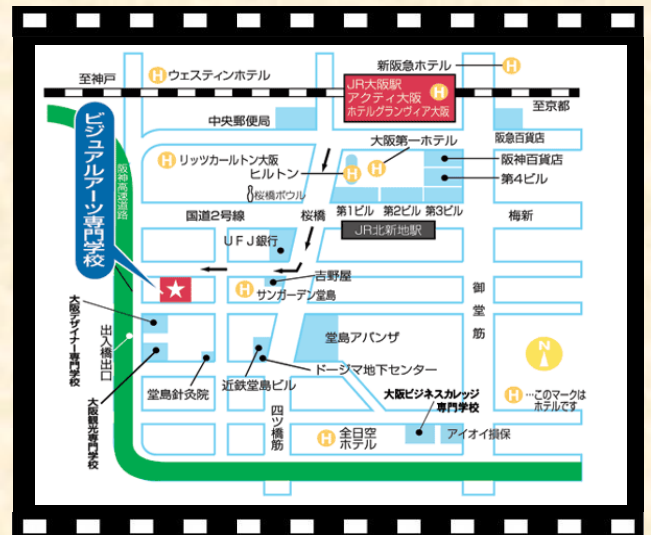 新阪急ホテル
至神戸
ウェスティンホテル
JR大阪駅
アクティ大阪
ホテルグランヴィア大阪
至京都
中央郵便局
大阪第一ホテル
阪急百貨店
ビジュアルアーツ専門学校
阪神高速道路
リッツカールトン大阪
ヒルトン
阪神百貨店
第4ビル
桜橋ボウル
国道2号線
桜橋
第1ビル
第2ビル
第3ビル
梅新
JR北新地駅
UFJ銀行
吉野屋
サンガーデン堂島
御堂筋
大阪デザイナー専門学校
出入橋出口
堂島アバンザ
N
ドージマ地下センター
近鉄堂島ビル
堂島針灸院
大阪観光専門学校
四ツ橋筋
大阪ビジネスカレッジ
専門学校
H…このマークは
ホテルです
全日空
ホテル
アイオイ損保